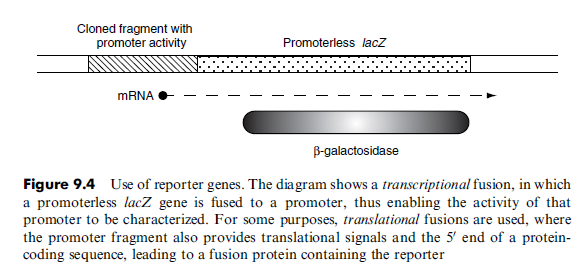 Cloned fragment with
promoter activity
Promoterless lacZ
mRNA
β-galactosidase
Figure 9.4 Use of reporter genes. The diagram shows a transcriptional fusion, in which
a promoterless lacZ gene is fused to a promoter, thus enabling the activity of that
promoter to be characterized. For some purposes, translational fusions are used, where
the promoter fragment also provides translational signals and the 5′ end of a protein-
coding sequence, leading to a fusion protein containing the reporter